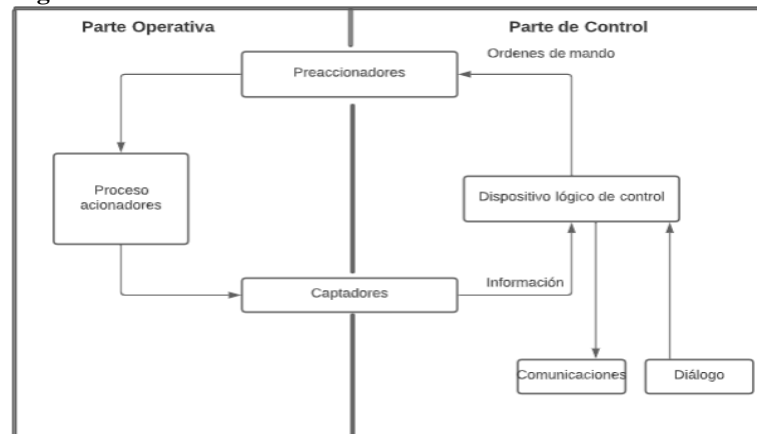 Parte Operativa
Parte de Control
Ordenes de mando
Preaccionadores
Proceso
acionadores
Dispositivo lógico de control
Captadores
Información
Comunicaciones
Diálogo